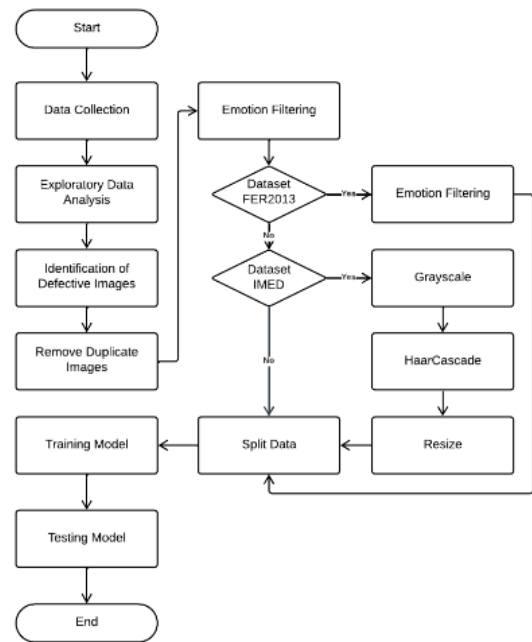 Start
Data Collection
Exploratory Data
Analysis
Identification of
Defective Images
Remove Duplicate
Images
Emotion Filtering
Dataset
FER2013
Yes
Emotion Filtering
No
Dataset
IMED
Yes
Grayscale
HaarCascade
Resize
No
Split Data
Training Model
Testing Model
End